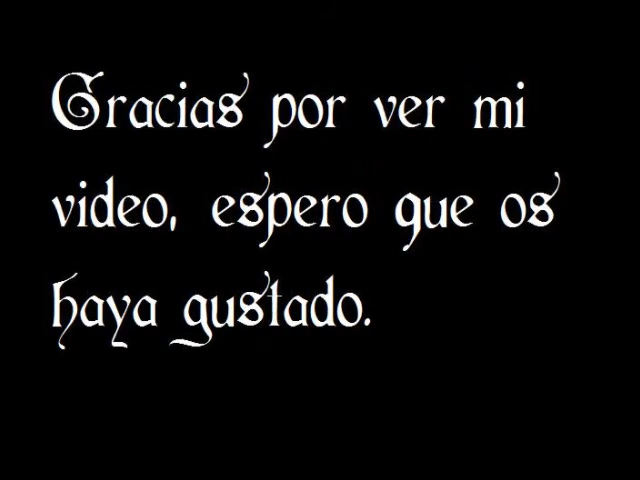 Gracias por ver mi
video, espero que os
haya gustado.